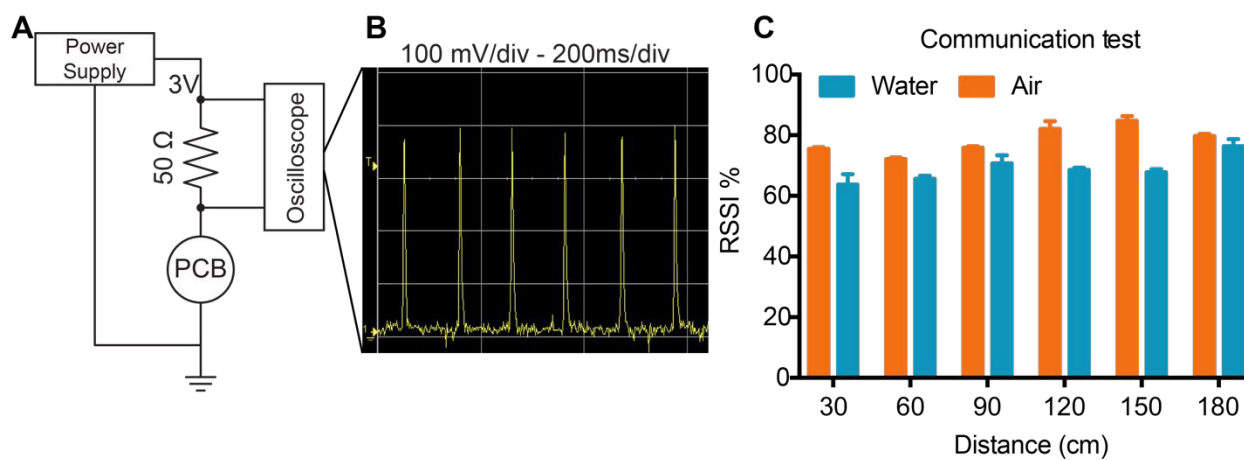 A
Power
Supply
3V
50 Ω
Oscilloscope
PCB
B
100 mV/div - 200ms/div
T
1
C
Communication test
Water
Air
RSSI %
100
80
60
40
20
0
30
60
90
120
150
180
Distance (cm)